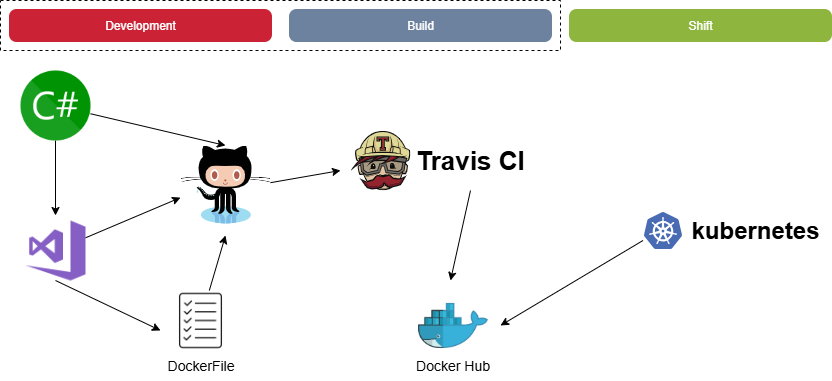 Development
Build
Shift
C#
T
Travis CI
kubernetes
DockerFile
Docker Hub